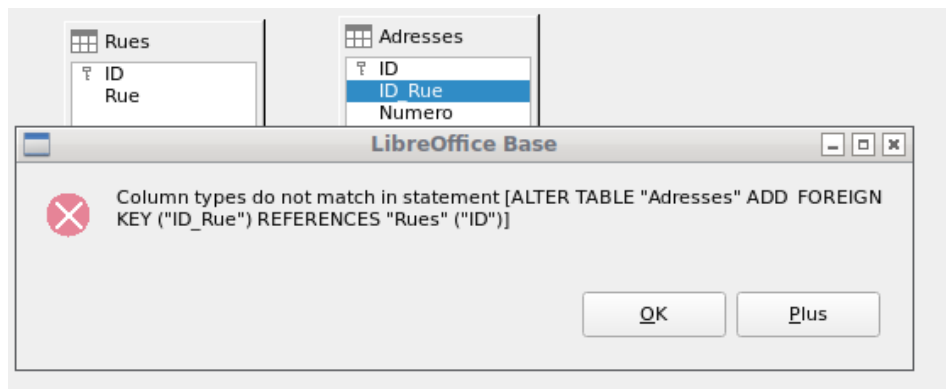 Rues
ID
Rue
Adresses
ID
ID_Rue
Numero
LibreOffice Base
Column types do not match in statement [ALTER TABLE "Adresses" ADD  FOREIGN
KEY ("ID_Rue") REFERENCES "Rues" ("ID")]
OK
Plus